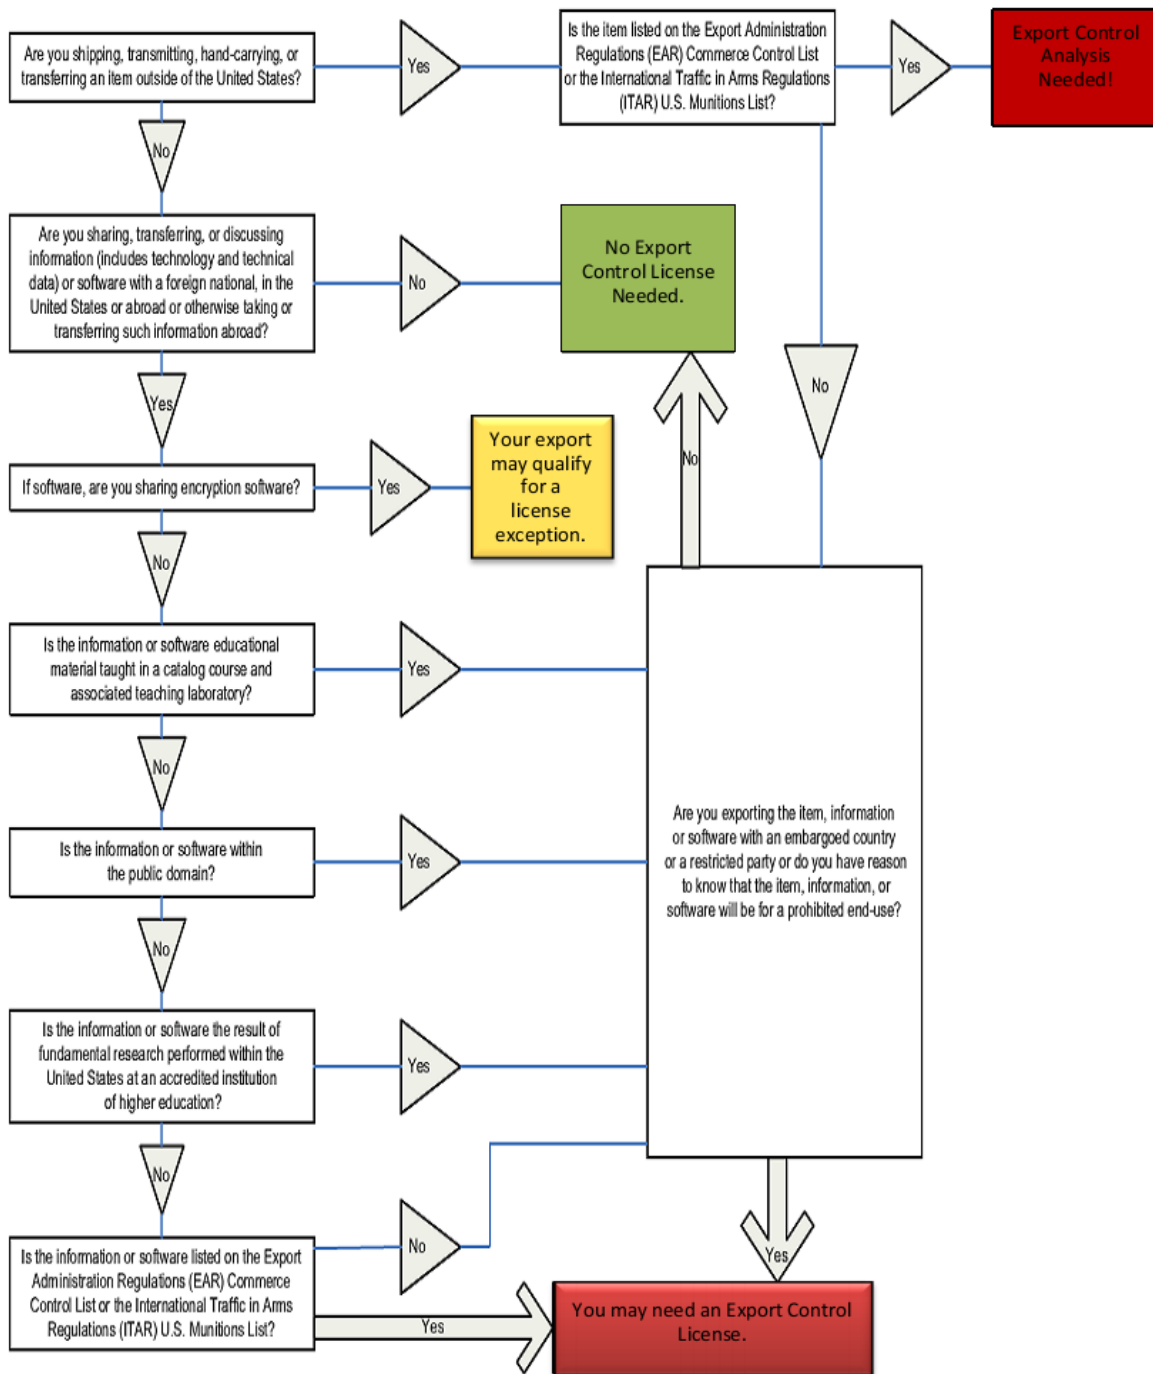 Are you shipping, transmitting, hand-carrying, or
transferring an item outside of the United States?
Yes
Is the item listed on the Export Administration
Regulations (EAR) Commerce Control List
or the International Traffic in Arms Regulations
(ITAR) U.S. Munitions List?
Yes
Export Control
Analysis
Needed!
No
Are you sharing, transferring, or discussing
information (includes technology and technical
data) or software with a foreign national, in the
United States or abroad or otherwise taking or
transferring such information abroad?
No
No Export
Control License
Needed.
No
Yes
If software, are you sharing encryption software?
Yes
Your export
may qualify
for a
license
exception.
No
No
Is the information or software educational
material taught in a catalog course and
associated teaching laboratory?
Yes
No
Is the information or software within
the public domain?
Yes
Are you exporting the item, information
or software with an embargoed country
or a restricted party or do you have reason
to know that the item, information, or
software will be for a prohibited end-use?
No
Is the information or software the result of
fundamental research performed within the
United States at an accredited institution
of higher education?
Yes
No
Is the information or software listed on the Export
Administration Regulations (EAR) Commerce
Control List or the International Traffic in Arms
Regulations (ITAR) U.S. Munitions List?
No
Yes
Yes
You may need an Export Control
License.